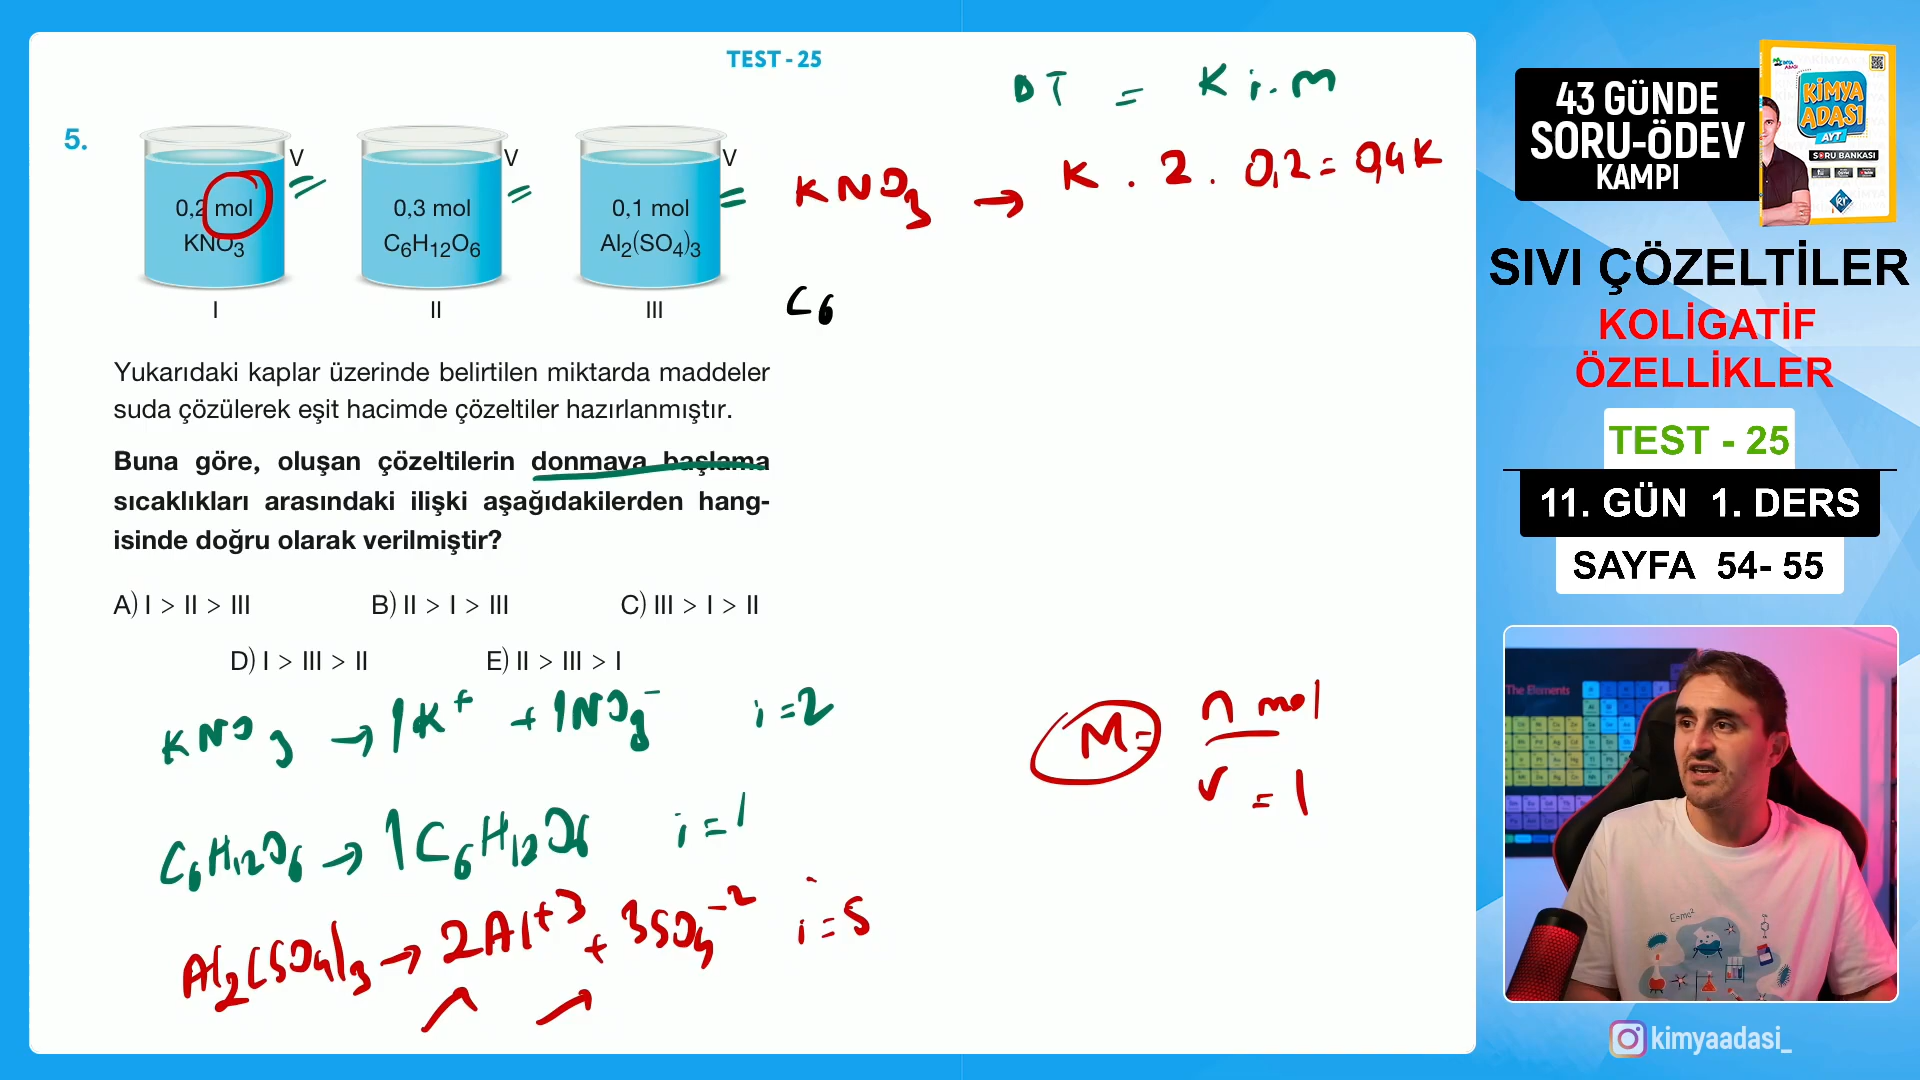 TEST - 25
5.
V
V
V
0,2 mol
KNO3
0,3 mol
C6H12O6
0,1 mol
Al2(SO4)3
I
II
III
Yukarıdaki kaplar üzerinde belirtilen miktarda maddeler
suda çözülerek eşit hacimde çözeltiler hazırlanmıştır.
Buna göre, oluşan çözeltilerin donmaya başlama
sıcaklıkları arasındaki ilişki aşağıdakilerden hang-
isinde doğru olarak verilmiştir?
A) I > II > III
B) II > I > III
C) III > I > II
D) I > III > II
E) II > III > I
KNO3 → 1K+ + 1NO3- i=2
C6H12O6 → 1C6H12O6 i=1
Al2(SO4)3 → 2Al+3 + 3SO4-2 i=5
ΔT = K i.m
KNO3 → K . 2 . 0,2 = 0,4K
C6
M = n mol
V = 1
43 GÜNDE
SORU-ÖDEV
KAMPI
KİMYA
ADASI
AYT
SORU BANKASI
SIVI ÇÖZELTİLER
KOLİGATİF
ÖZELLİKLER
TEST - 25
11. GÜN 1. DERS
SAYFA 54- 55
The Elements
E=mc²
kimyaadasi_